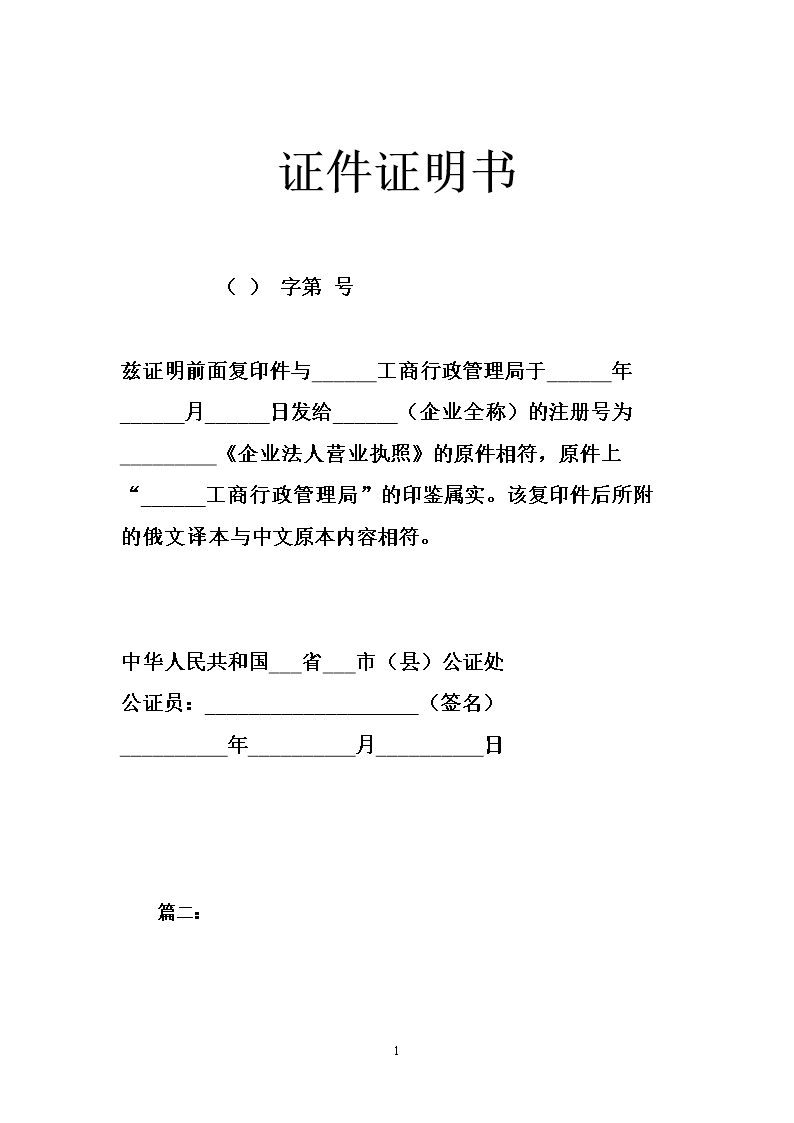 证件证明书
（ ） 字第 号
兹证明前面复印件与______工商行政管理局于______年
______月______日发给______（企业全称）的注册号为
_________《企业法人营业执照》的原件相符，原件上
“______工商行政管理局”的印鉴属实。该复印件后所附
的俄文译本与中文原本内容相符。
中华人民共和国___省___市（县）公证处
公证员：____________________（签名）
__________年__________月__________日
篇二：
1